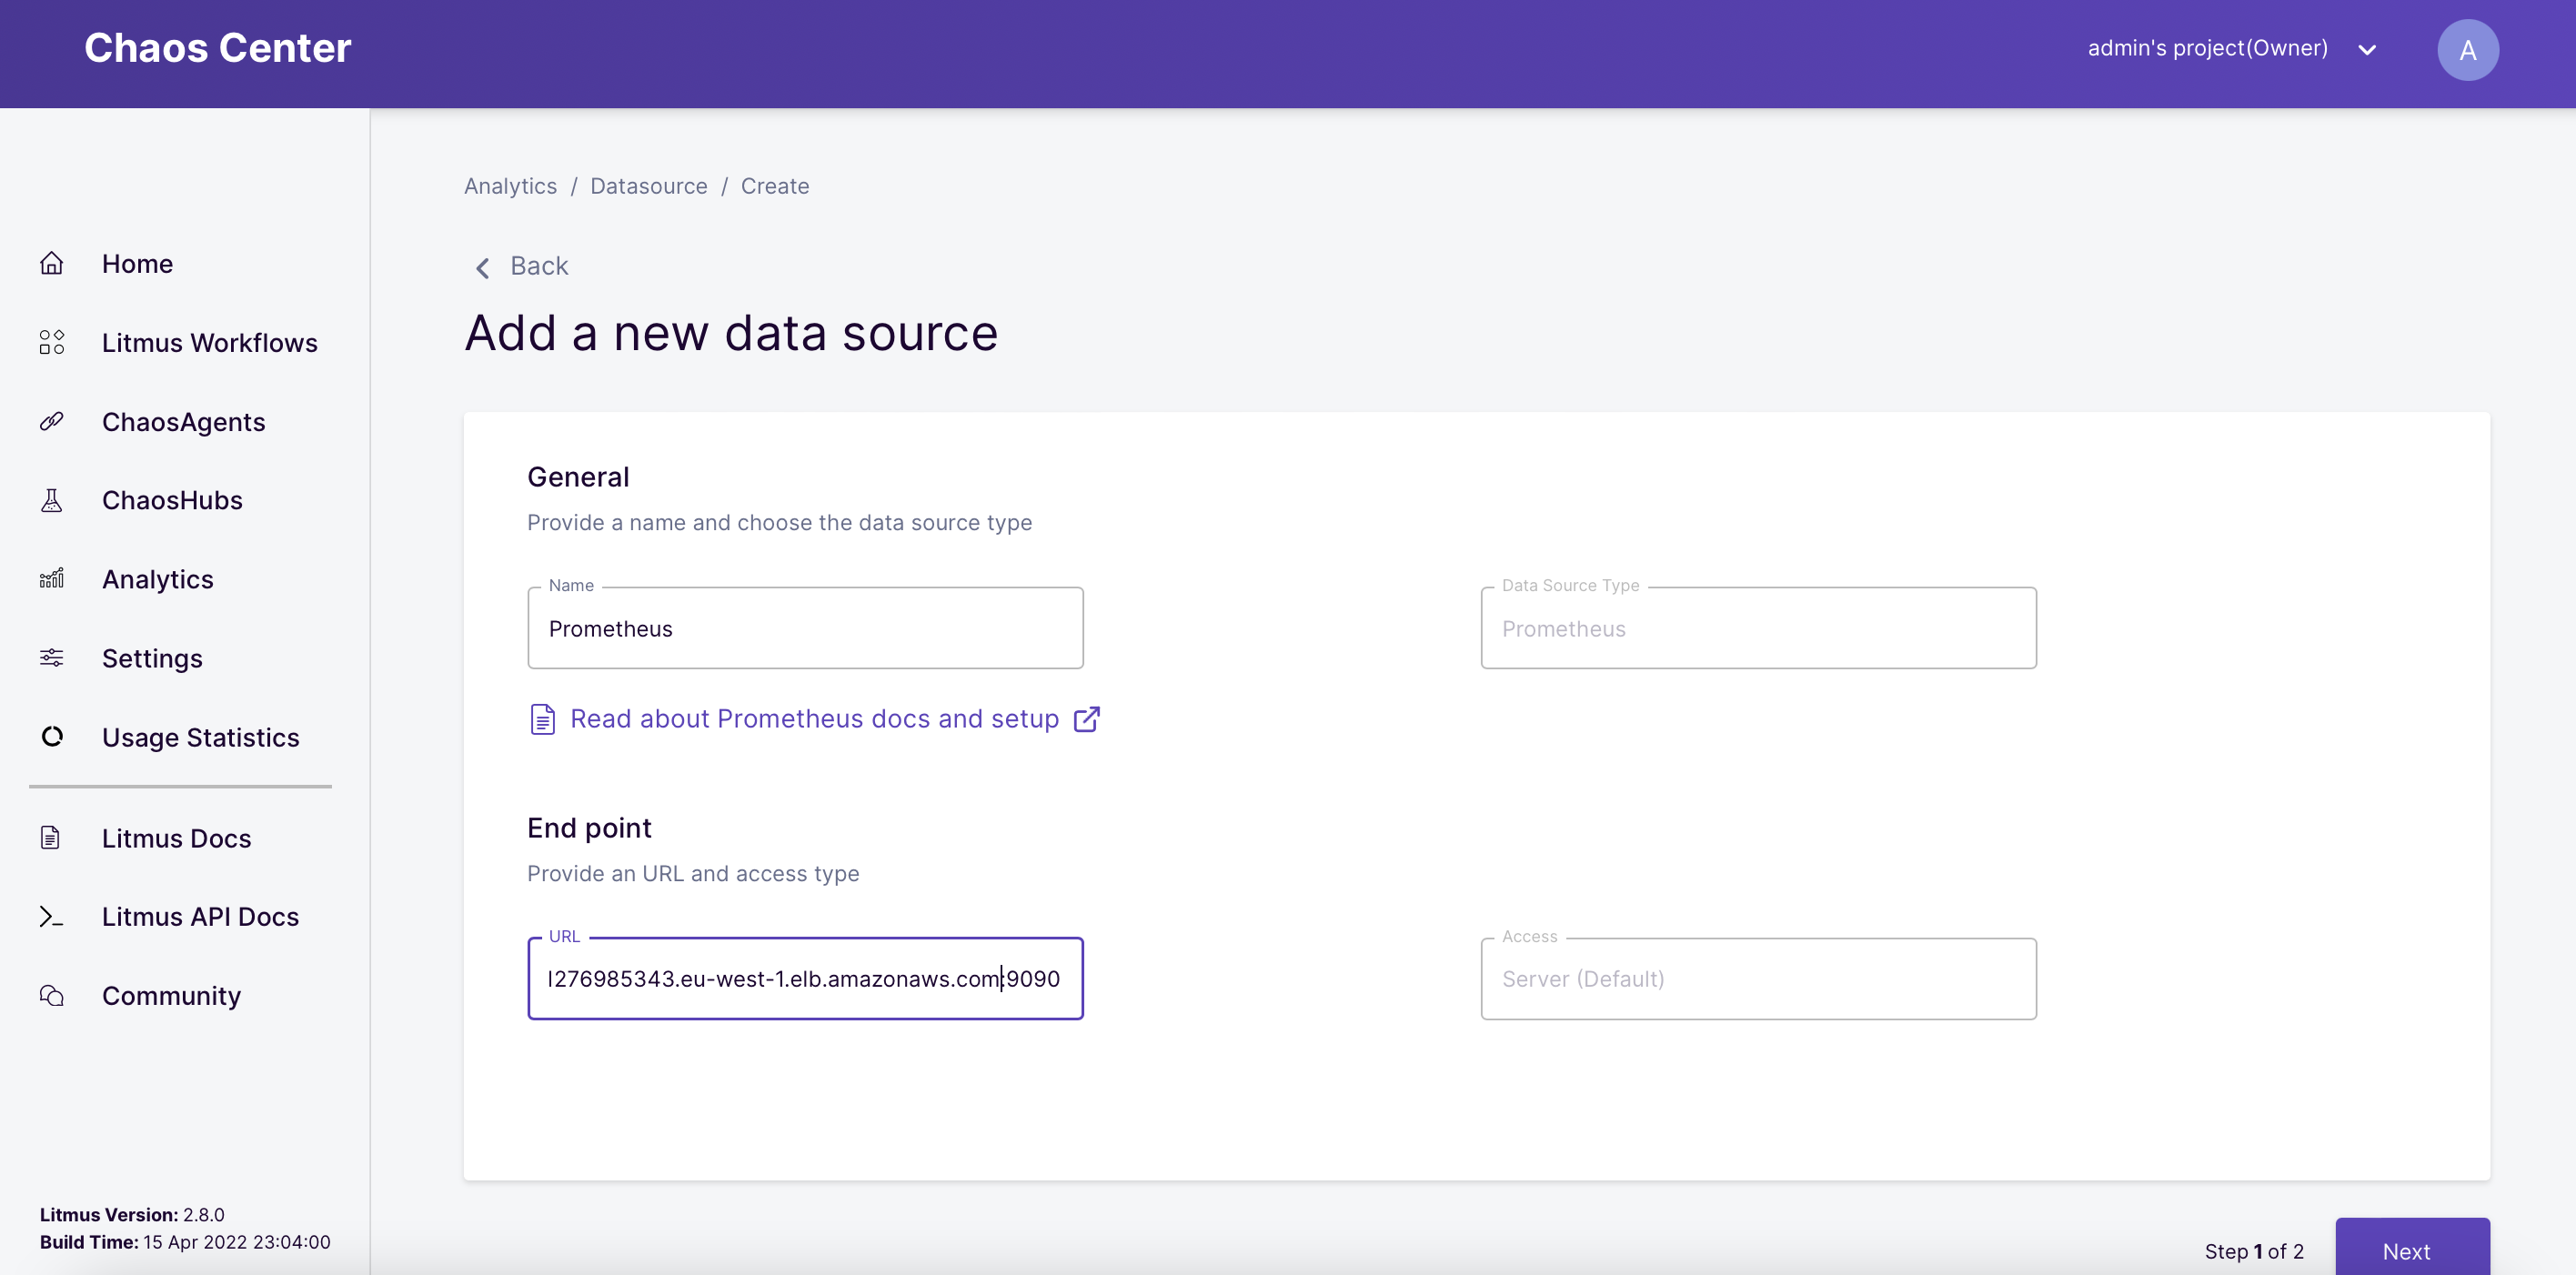 Chaos Center
admin's project(Owner)
A
Home
Litmus Workflows
ChaosAgents
ChaosHubs
Analytics
Settings
Usage Statistics
Litmus Docs
Litmus API Docs
Community
Litmus Version: 2.8.0
Build Time: 15 Apr 2022 23:04:00
Analytics / Datasource / Create
Back
Add a new data source
General
Provide a name and choose the data source type
Name
Prometheus
Data Source Type
Prometheus
Read about Prometheus docs and setup
End point
Provide an URL and access type
URL
276985343.eu-west-1.elb.amazonaws.com:9090
Access
Server (Default)
Step 1 of 2
Next